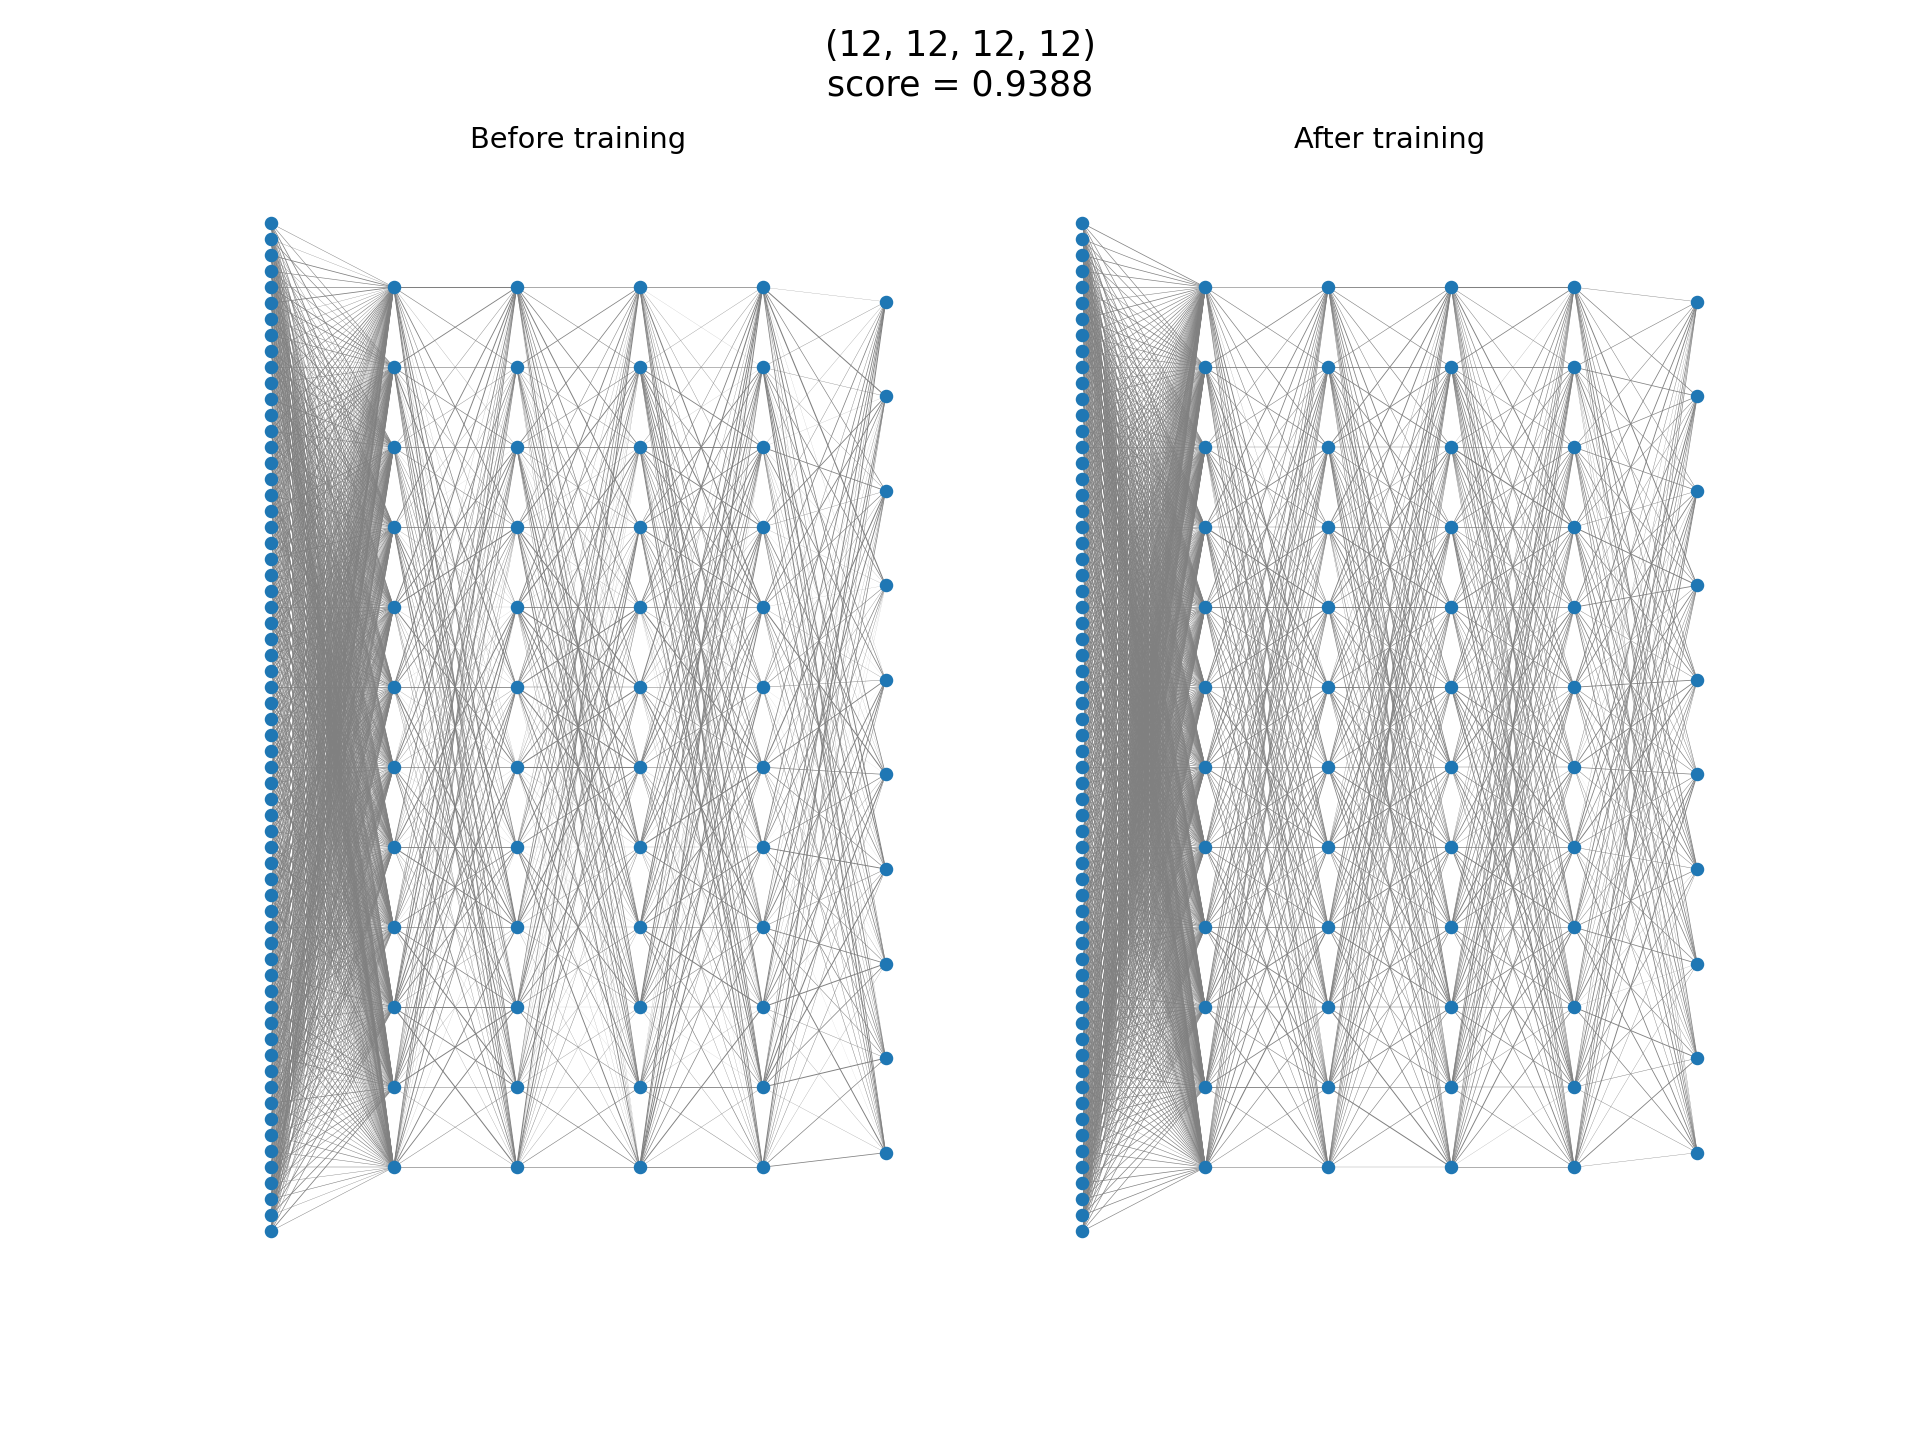 (12, 12, 12, 12)
score = 0.9388
Before training
After training